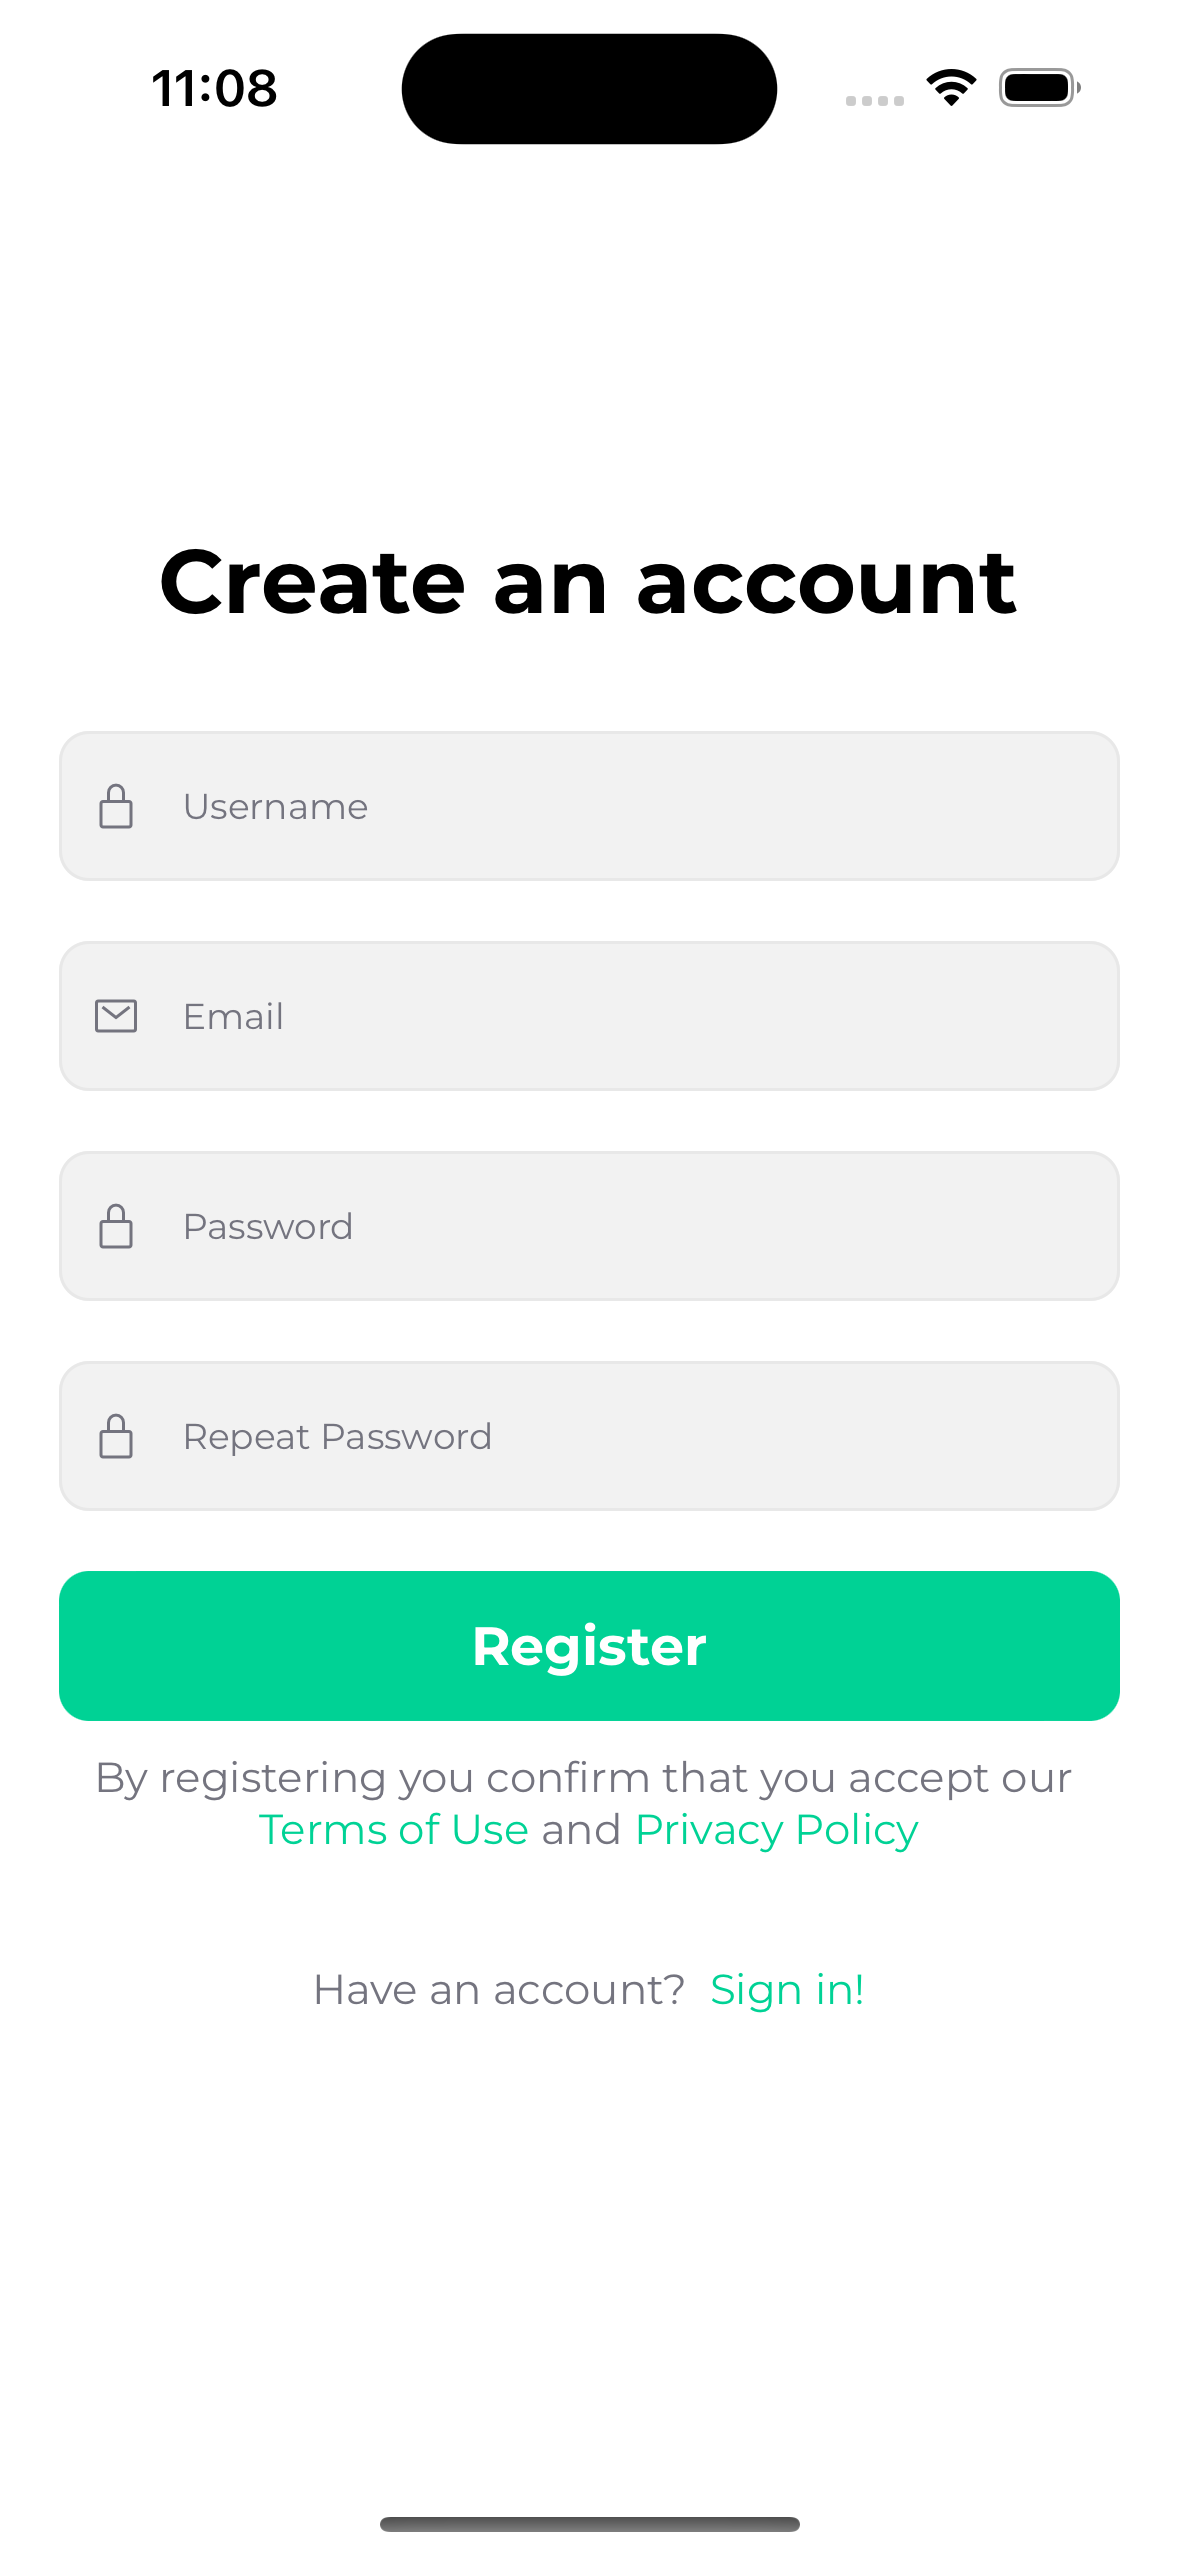 11:08
Create an account
Username
Email
Password
Repeat Password
Register
By registering you confirm that you accept our
Terms of Use and Privacy Policy
Have an account? Sign in!